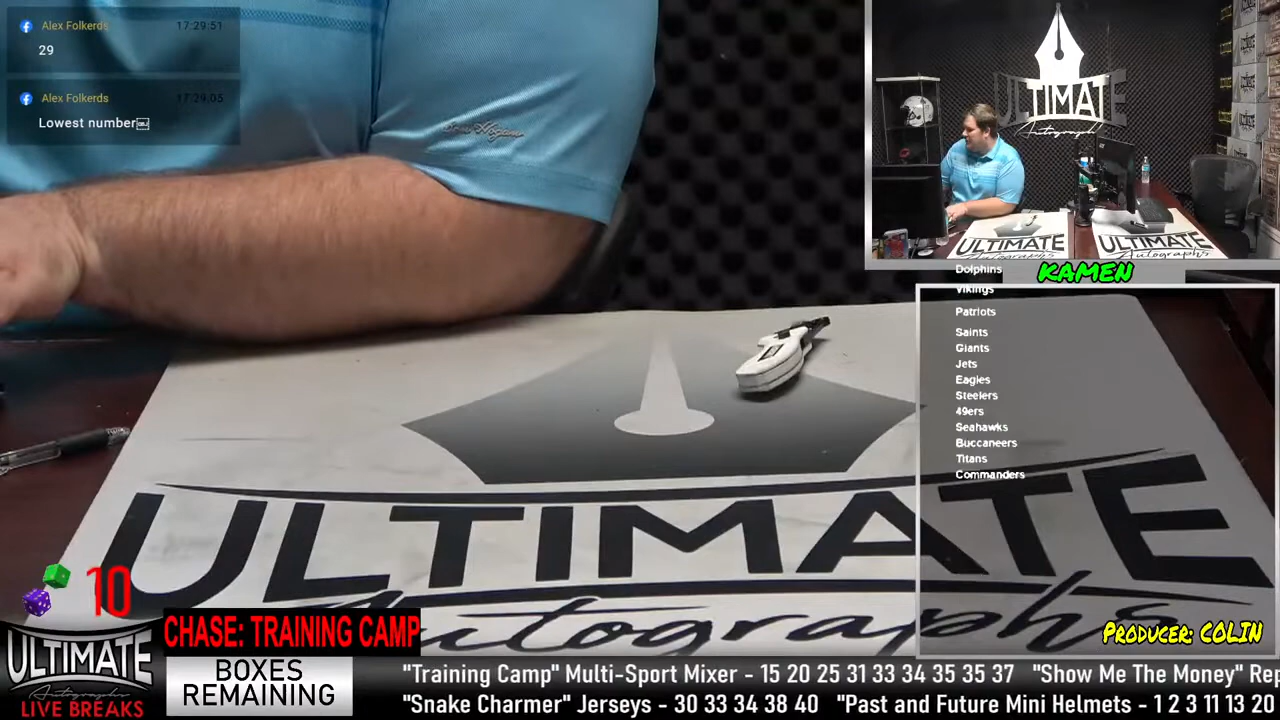 Alex Folkerds 17:29:51
29
Alex Folkerds 17:29:05
Lowest number
ULTIMATE
Autographs
ULTIMATE
Autographs
ULTIMATE
Autographs
KAMEN
Dolphins
Vikings
Patriots
Saints
Giants
Jets
Eagles
Steelers
49ers
Seahawks
Buccaneers
Titans
Commanders
ULTIMATE
Autographs
PRODUCER: COLIN
10
ULTIMATE
Autographs
LIVE BREAKS
CHASE: TRAINING CAMP
BOXES
REMAINING
"Training Camp" Multi-Sport Mixer - 15 20 25 31 33 34 35 35 37 "Show Me The Money" Rep
"Snake Charmer" Jerseys - 30 33 34 38 40 "Past and Future Mini Helmets - 1 2 3 11 13 20